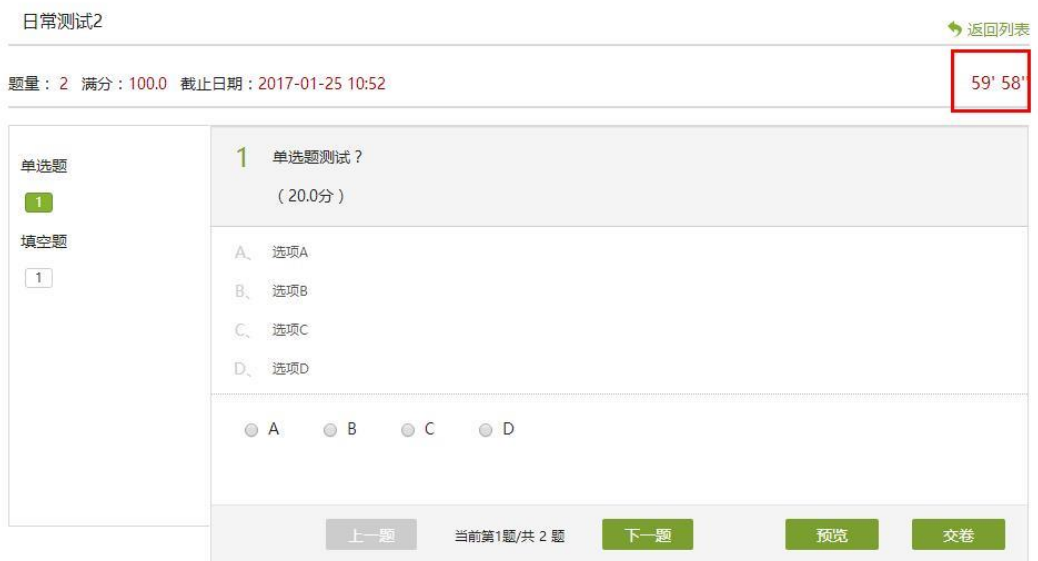 日常测试2
返回列表
题量：2 满分：100.0 截止日期：2017-01-25 10:52
59' 58''
单选题
1
填空题
1
1 单选题测试？
（20.0分）
A、 选项A
B、 选项B
C、 选项C
D、 选项D
A B C D
上一题 当前第1题/共 2 题 下一题 预览 交卷